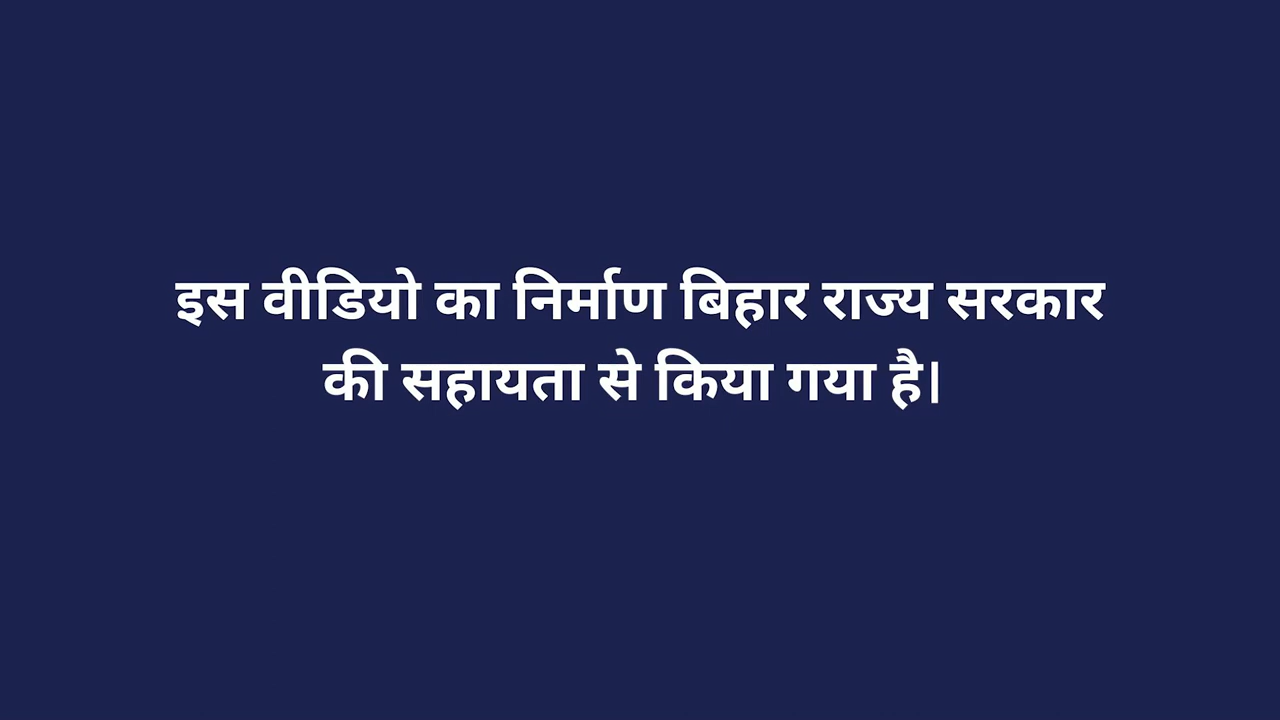 इस वीडियो का निर्माण बिहार राज्य सरकार
की सहायता से किया गया है।